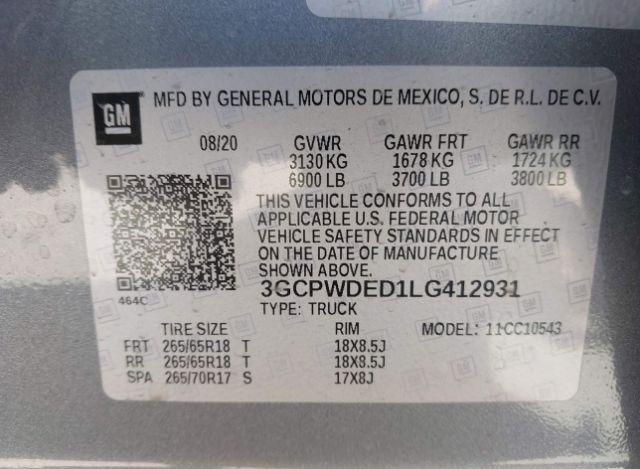 GM MFD BY GENERAL MOTORS DE MEXICO, S. DE R.L. DE C.V.
08/20 GVWR GAWR FRT GAWR RR
3130 KG 1678 KG 1724 KG
6900 LB 3700 LB 3800 LB
THIS VEHICLE CONFORMS TO ALL
APPLICABLE U.S. FEDERAL MOTOR
VEHICLE SAFETY STANDARDS IN EFFECT
ON THE DATE OF MANUFACTURE
SHOWN ABOVE.
464C
3GCPWDED1LG412931
TYPE: TRUCK
TIRE SIZE RIM MODEL: 11CC10543
FRT 265/65R18 T 18X8.5J
RR 265/65R18 T 18X8.5J
SPA 265/70R17 S 17X8J